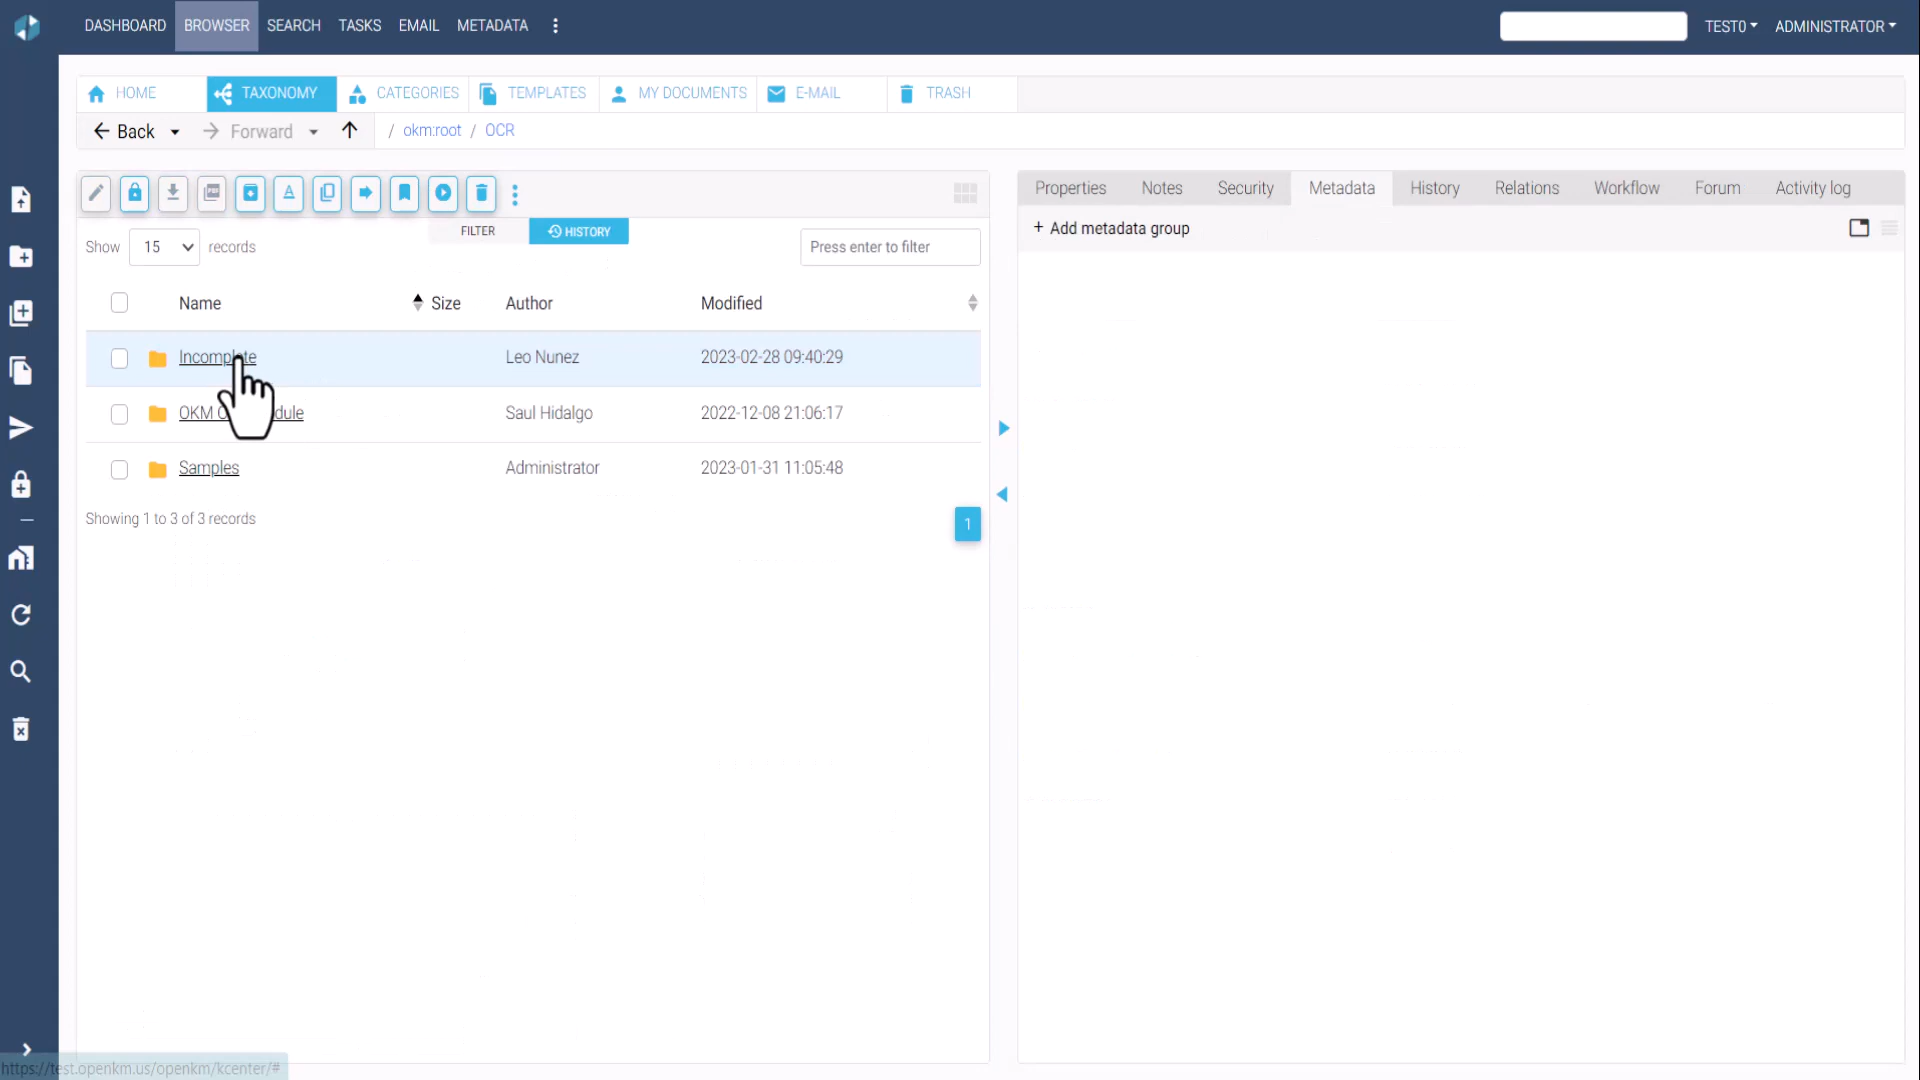 DASHBOARD BROWSER SEARCH TASKS EMAIL METADATA TEST0 ADMINISTRATOR
HOME TAXONOMY CATEGORIES TEMPLATES MY DOCUMENTS E-MAIL TRASH
Back Forward / okm:root / OCR
Properties Notes Security Metadata History Relations Workflow Forum Activity log
+ Add metadata group
FILTER HISTORY
Show 15 records Press enter to filter
Name Size Author Modified
Incomplete Leo Nunez 2023-02-28 09:40:29
OKM Saul Hidalgo 2022-12-08 21:06:17
Samples Administrator 2023-01-31 11:05:48
Showing 1 to 3 of 3 records 1
https://test.openkm.us/openkm/kcenter/#